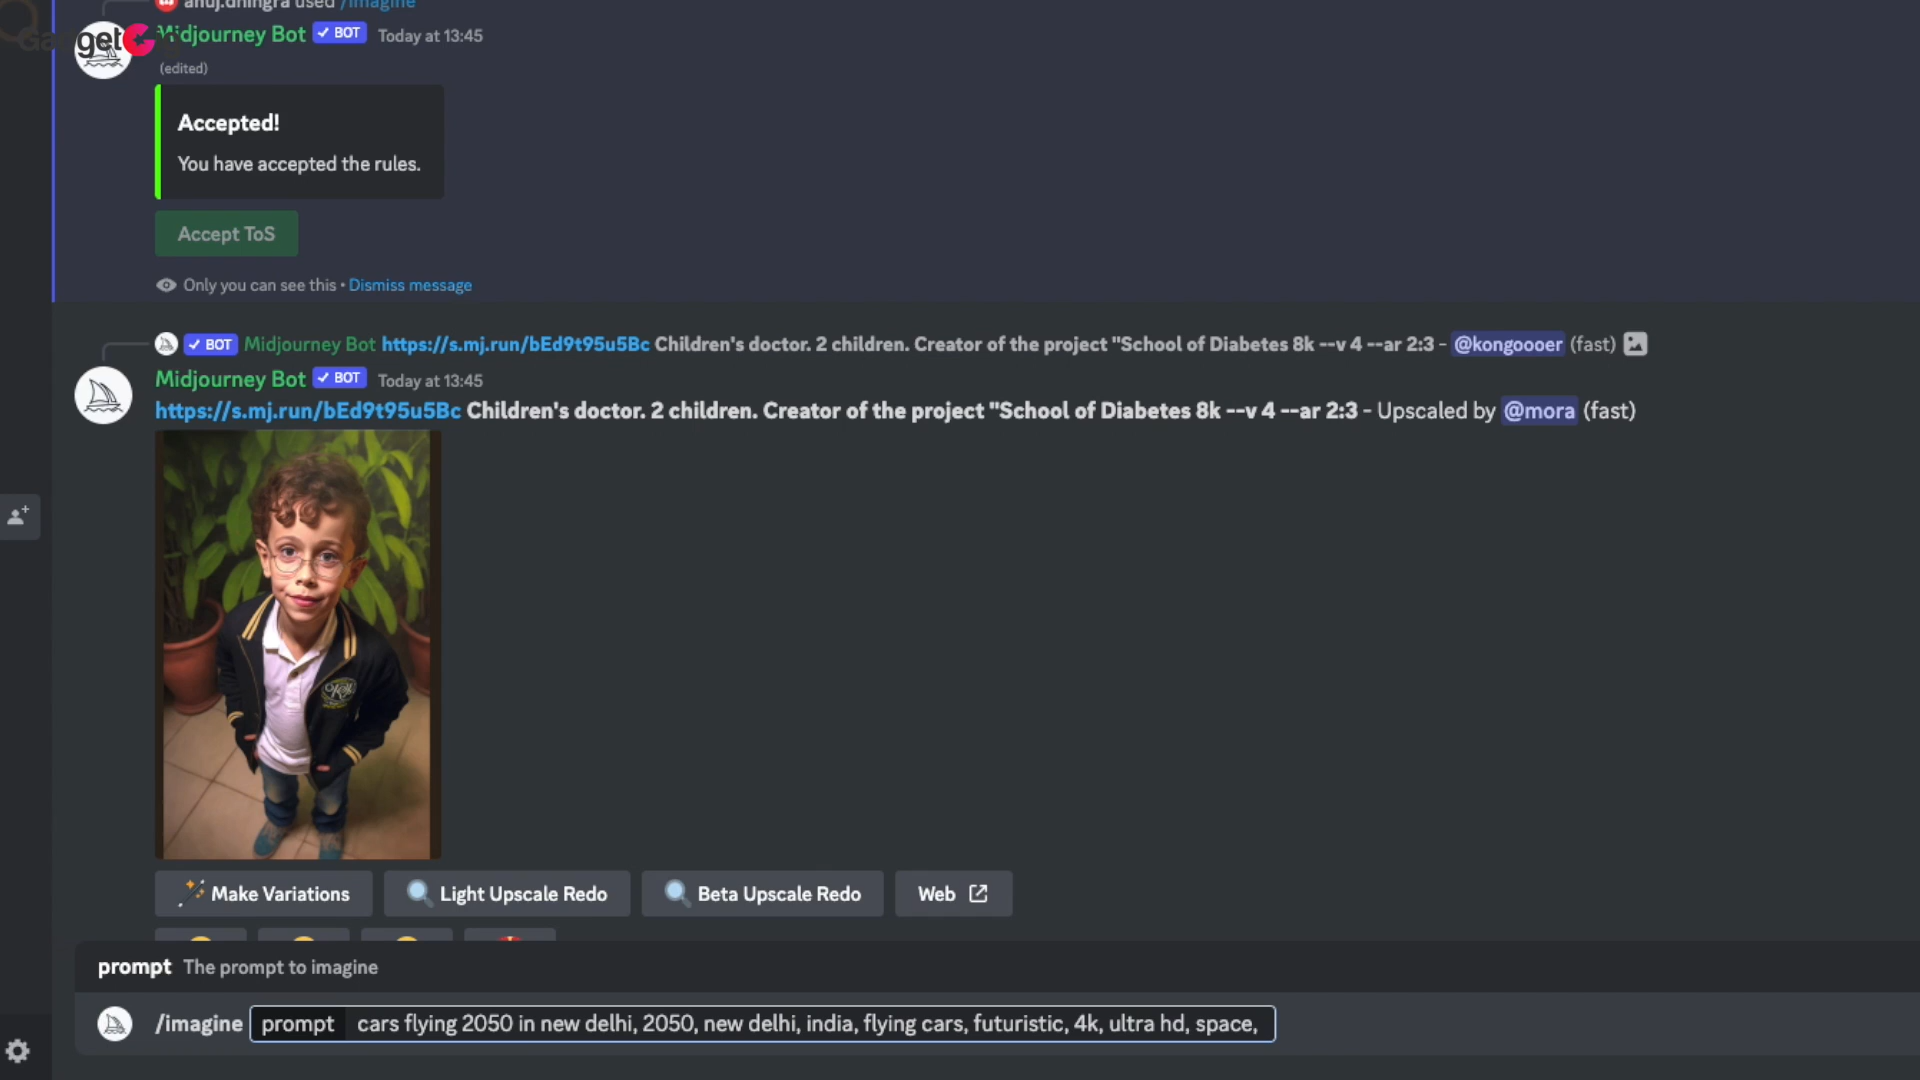 anuj.dhingra used /imagine
Midjourney Bot ✓ BOT Today at 13:45
Gadget
(edited)
Accepted!
You have accepted the rules.
Accept ToS
Only you can see this • Dismiss message
✓ BOT Midjourney Bot https://s.mj.run/bEd9t95u5Bc Children's doctor. 2 children. Creator of the project "School of Diabetes 8k --v 4 --ar 2:3 - @kongoooer (fast)
Midjourney Bot ✓ BOT Today at 13:45
https://s.mj.run/bEd9t95u5Bc Children's doctor. 2 children. Creator of the project "School of Diabetes 8k --v 4 --ar 2:3 - Upscaled by @mora (fast)
Make Variations Light Upscale Redo Beta Upscale Redo Web
prompt The prompt to imagine
/imagine prompt cars flying 2050 in new delhi, 2050, new delhi, india, flying cars, futuristic, 4k, ultra hd, space,